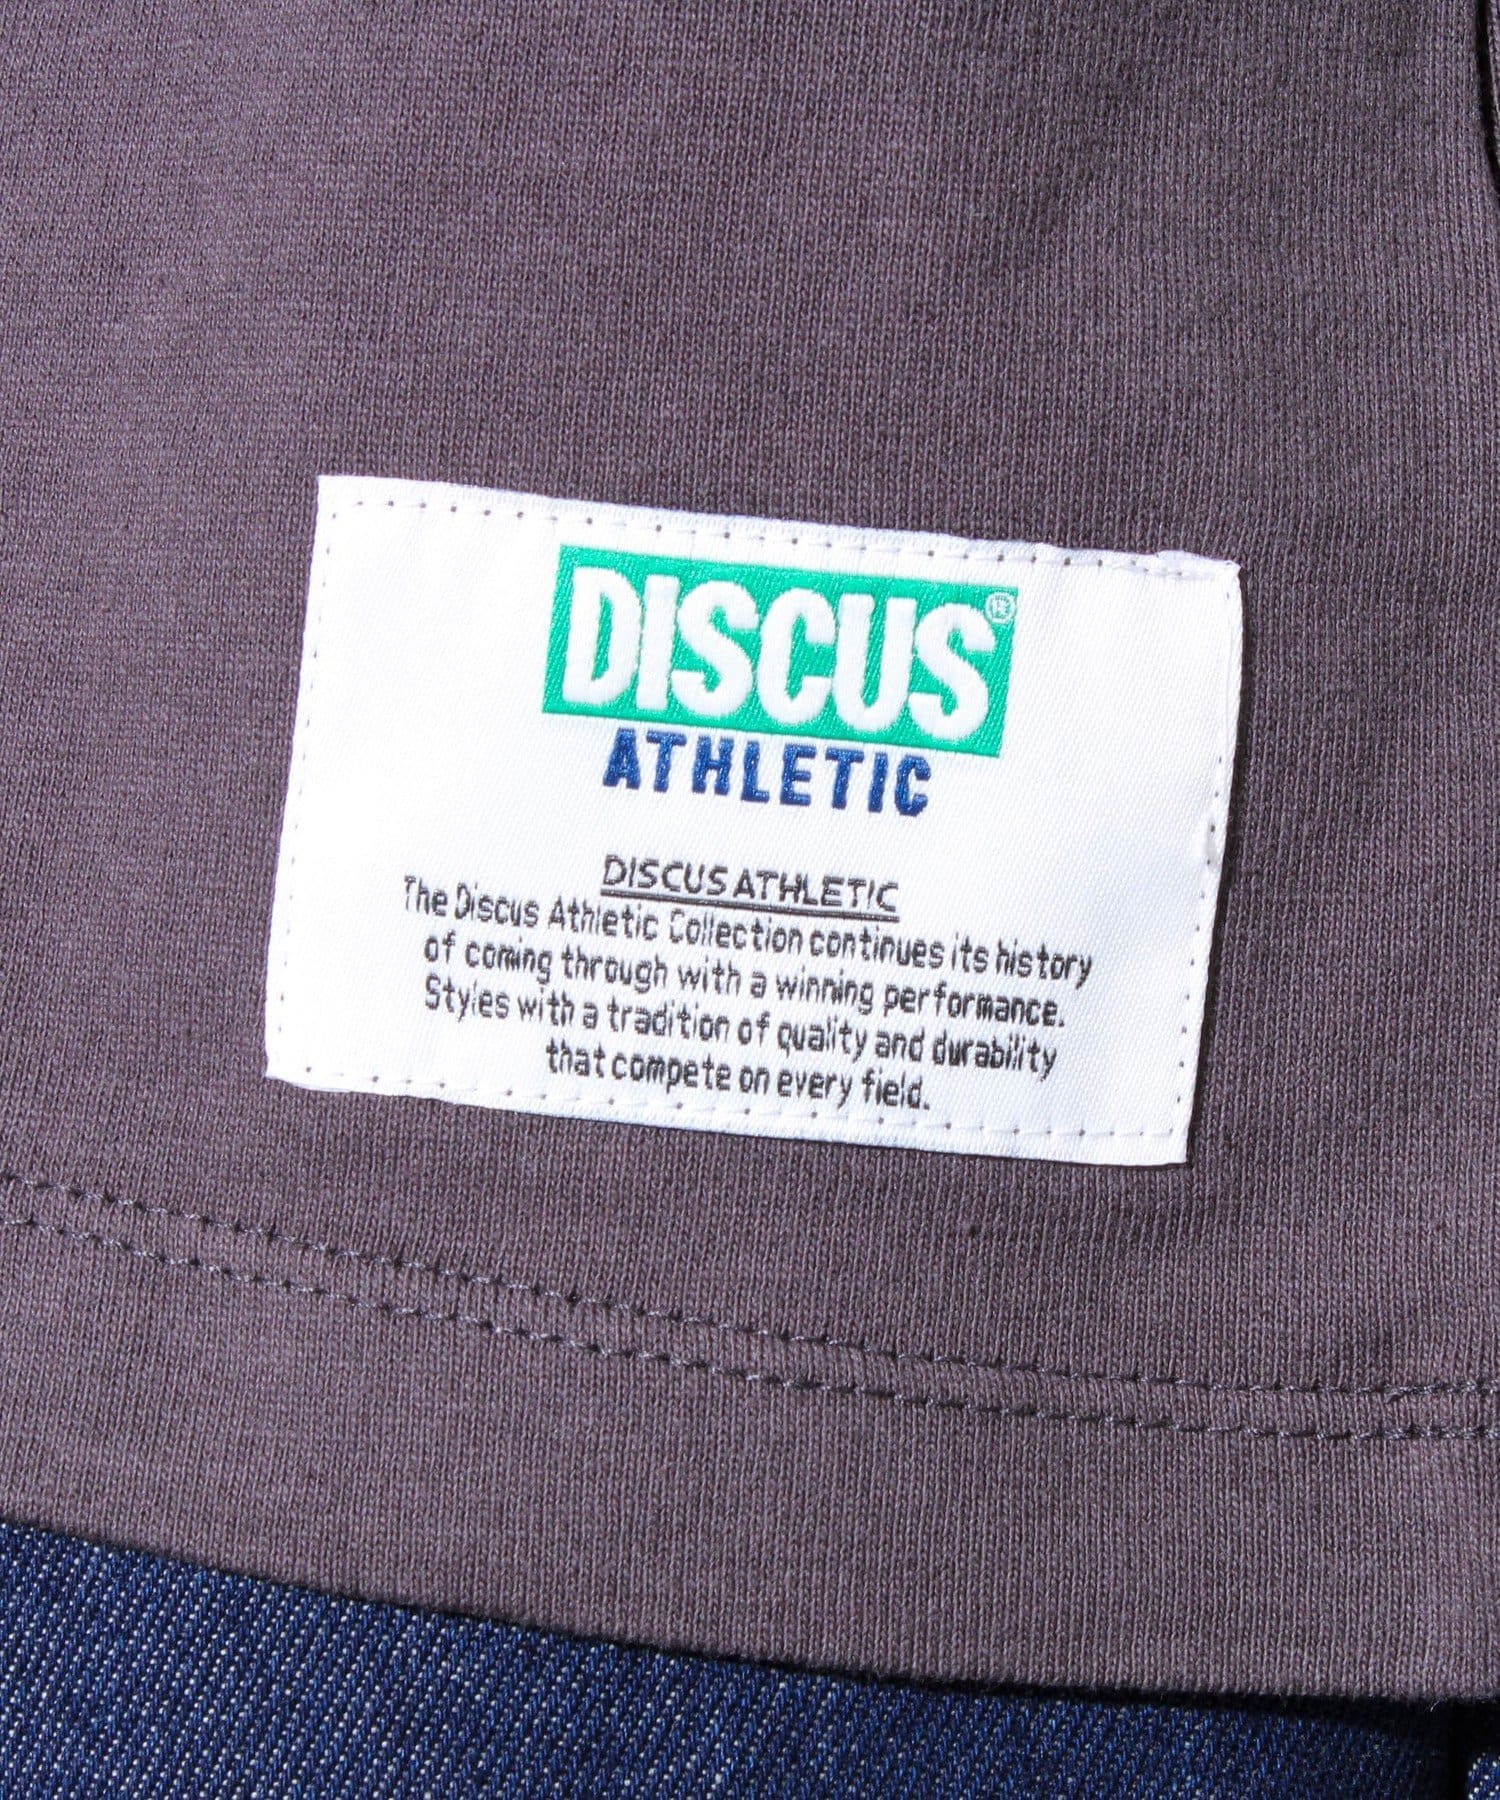 DISCUS®
ATHLETIC
DISCUS ATHLETIC
The Discus Athletic Collection continues its history
of coming through with a winning performance.
Styles with a tradition of quality and durability
that compete on every field.